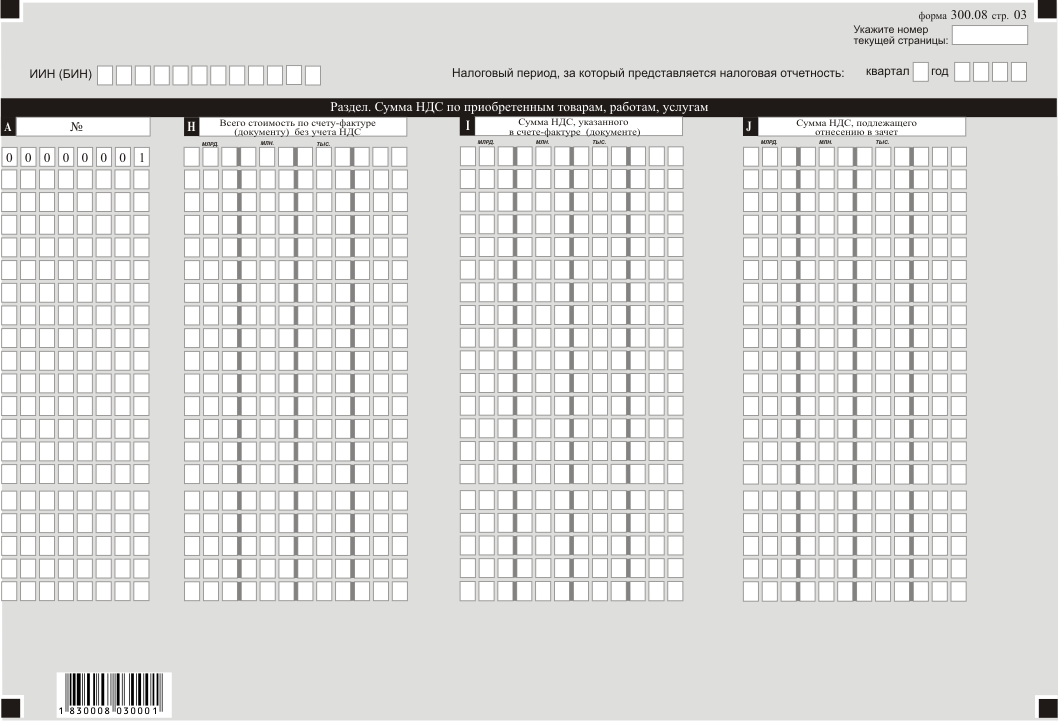 форма 300.08 стр. 03
Укажите номер
текущей страницы:
ИИН (БИН)
Налоговый период, за который представляется налоговая отчетность:
квартал
год
Раздел. Сумма НДС по приобретенным товарам, работам, услугам
A
№
H
Всего стоимость по счету-фактуре
(документу) без учета НДС
I
Сумма НДС, указанного
в счете-фактуре (документе)
J
Сумма НДС, подлежащего
отнесению в зачет
МЛРД. МЛН. ТЫС.
МЛРД. МЛН. ТЫС.
МЛРД. МЛН. ТЫС.
0 0 0 0 0 0 0 1
1 830008 030001